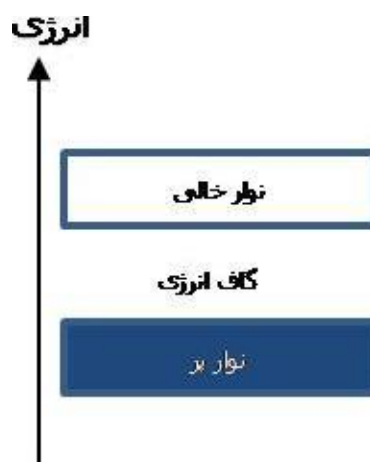 انرژی
نوار خالی
گاف انرژی
نوار پر